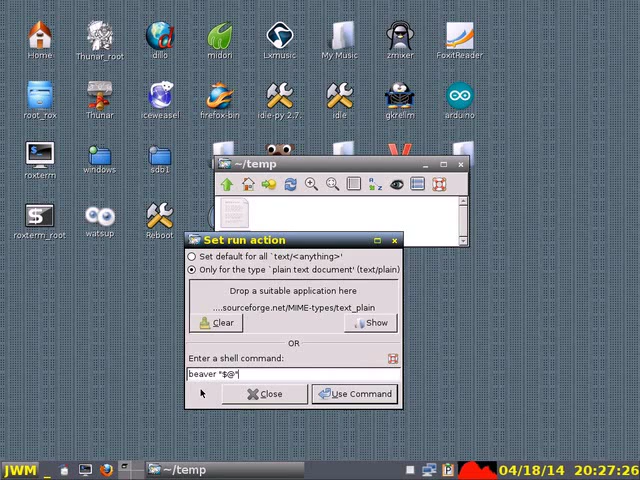 Home Thunar_root dillo midori Lxmusic My Music zmixer FoxitReader
root_rox Thunar iceweasel firefox-bin idle-py 2.7. idle gkrellm arduino
roxterm windows sdb1
~/temp
roxterm_root watsup Reboot
Set run action
Set default for all `text/<anything>'
Only for the type `plain text document' (text/plain)
Drop a suitable application here
....sourceforge.net/MIME-types/text_plain
Clear Show
OR
Enter a shell command:
beaver "$@"
Close Use Command
JWM _ ~/temp 04/18/14 20:27:26